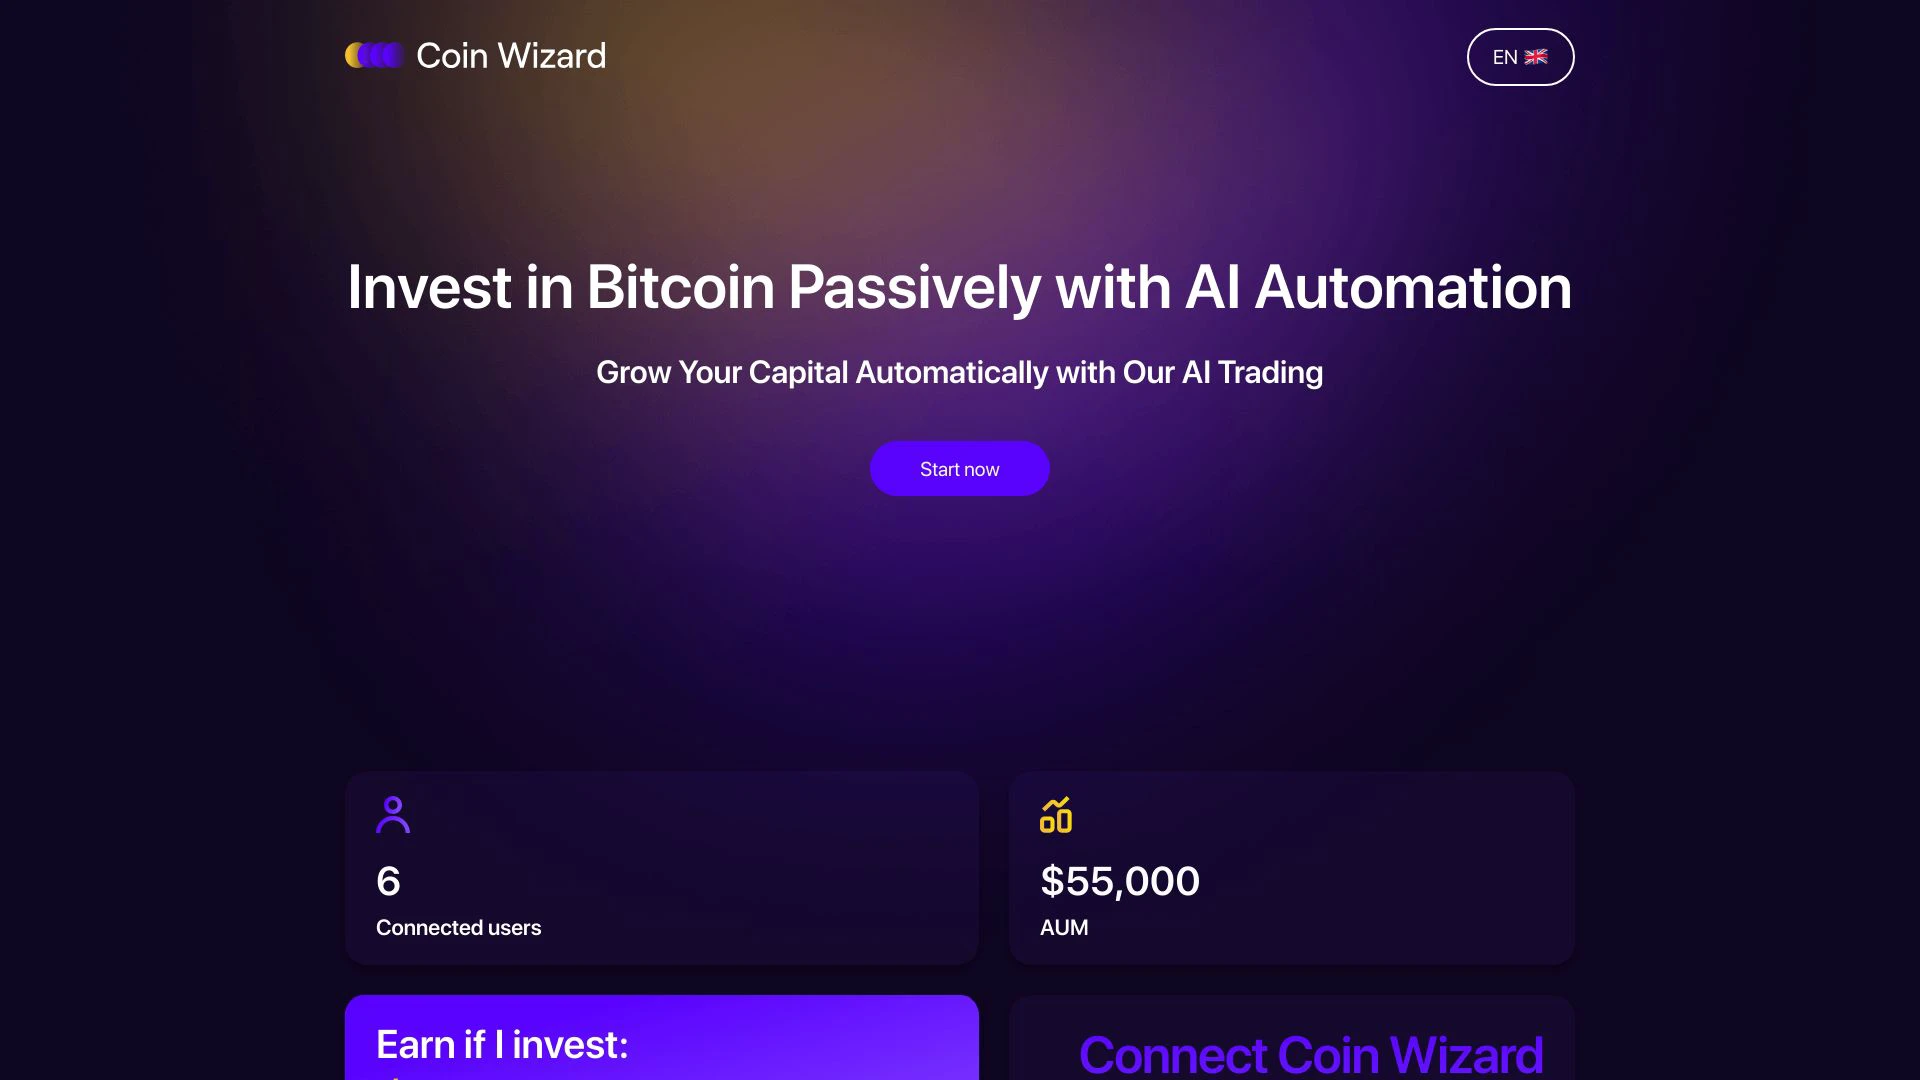 Coin Wizard
EN
Invest in Bitcoin Passively with AI Automation
Grow Your Capital Automatically with Our AI Trading
Start now
6
Connected users
$55,000
AUM
Earn if I invest:
Connect Coin Wizard